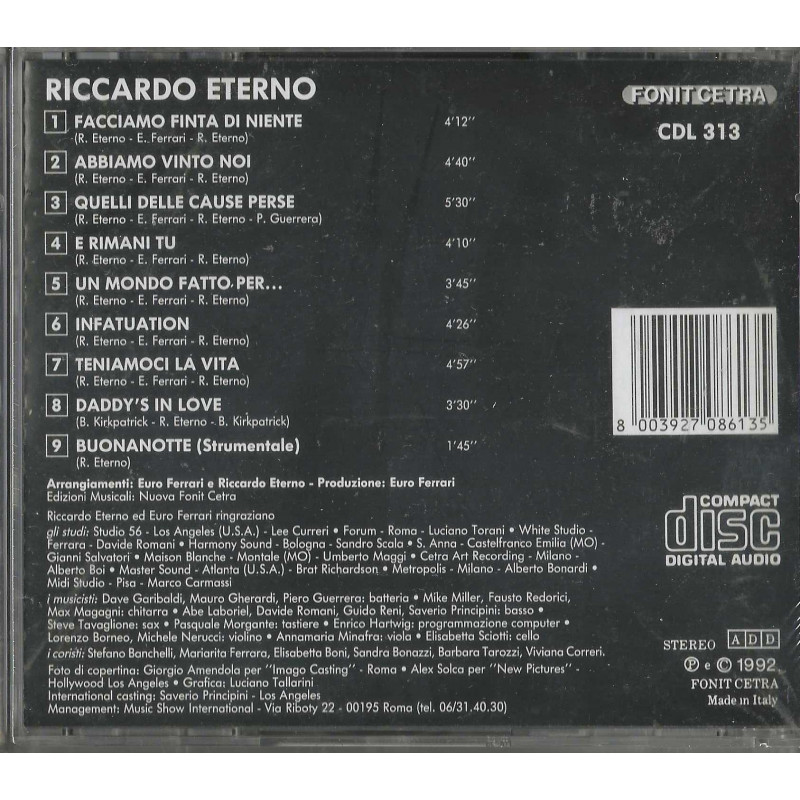 RICCARDO ETERNO
1 FACCIAMO FINTA DI NIENTE 4'12''
(R. Eterno - E. Ferrari - R. Eterno)
2 ABBIAMO VINTO NOI 4'40''
(R. Eterno - E. Ferrari - R. Eterno)
3 QUELLI DELLE CAUSE PERSE 5'30''
(R. Eterno - E. Ferrari - R. Eterno - P. Guerrera)
4 E RIMANI TU 4'10''
(R. Eterno - E. Ferrari - R. Eterno)
5 UN MONDO FATTO PER... 3'45''
(R. Eterno - E. Ferrari - R. Eterno)
6 INFATUATION 4'26''
(R. Eterno - E. Ferrari - R. Eterno)
7 TENIAMOCI LA VITA 4'57''
(R. Eterno - E. Ferrari - R. Eterno)
8 DADDY'S IN LOVE 3'30''
(B. Kirkpatrick - R. Eterno - B. Kirkpatrick)
9 BUONANOTTE (Strumentale) 1'45''
(R. Eterno)
Arrangiamenti: Euro Ferrari e Riccardo Eterno - Produzione: Euro Ferrari
Edizioni Musicali: Nuova Fonit Cetra
Riccardo Eterno ed Euro Ferrari ringraziano
gli studi: Studio 56 - Los Angeles (U.S.A.) - Lee Curreri • Forum - Roma - Luciano Torani • White Studio -
Ferrara - Davide Romani • Harmony Sound - Bologna - Sandro Scala • S. Anna - Castelfranco Emilia (MO) -
Gianni Salvatori • Maison Blanche - Montale (MO) - Umberto Maggi • Cetra Art Recording - Milano -
Alberto Boi • Master Sound - Atlanta (U.S.A.) - Brat Richardson • Metropolis - Milano - Alberto Bonardi •
Midi Studio - Pisa - Marco Carmassi
i musicisti: Dave Garibaldi, Mauro Gherardi, Piero Guerrera: batteria • Mike Miller, Fausto Redorici,
Max Magagni: chitarra • Abe Laboriel, Davide Romani, Guido Reni, Saverio Principini: basso •
Steve Tavaglione: sax • Pasquale Morgante: tastiere • Enrico Hartwig: programmazione computer •
Lorenzo Borneo, Michele Nerucci: violino • Annamaria Minafra: viola • Elisabetta Sciotti: cello
i coristi: Stefano Banchelli, Mariarita Ferrara, Elisabetta Boni, Sandra Bonazzi, Barbara Tarozzi, Viviana Correri.
Foto di copertina: Giorgio Amendola per ''Imago Casting'' - Roma • Alex Solca per ''New Pictures'' -
Hollywood Los Angeles • Grafica: Luciano Tallarini
International casting: Saverio Principini - Los Angeles
Management: Music Show International - Via Riboty 22 - 00195 Roma (tel. 06/31.40.30)
FONIT CETRA
CDL 313
8 003927 086135
COMPACT
disc
DIGITAL AUDIO
STEREO A D D
℗ e © 1992
FONIT CETRA
Made in Italy